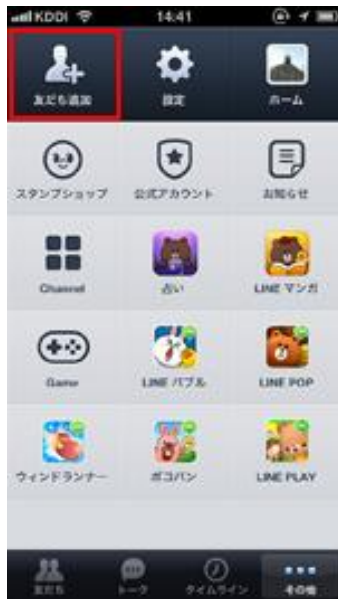 KDDI 14:41
友だち追加 設定 ホーム
スタンプショップ 公式アカウント お知らせ
Channel 占い LINE マンガ
Game LINE バブル LINE POP
ウィンドランナー ポコパン LINE PLAY
友だち トーク タイムライン その他